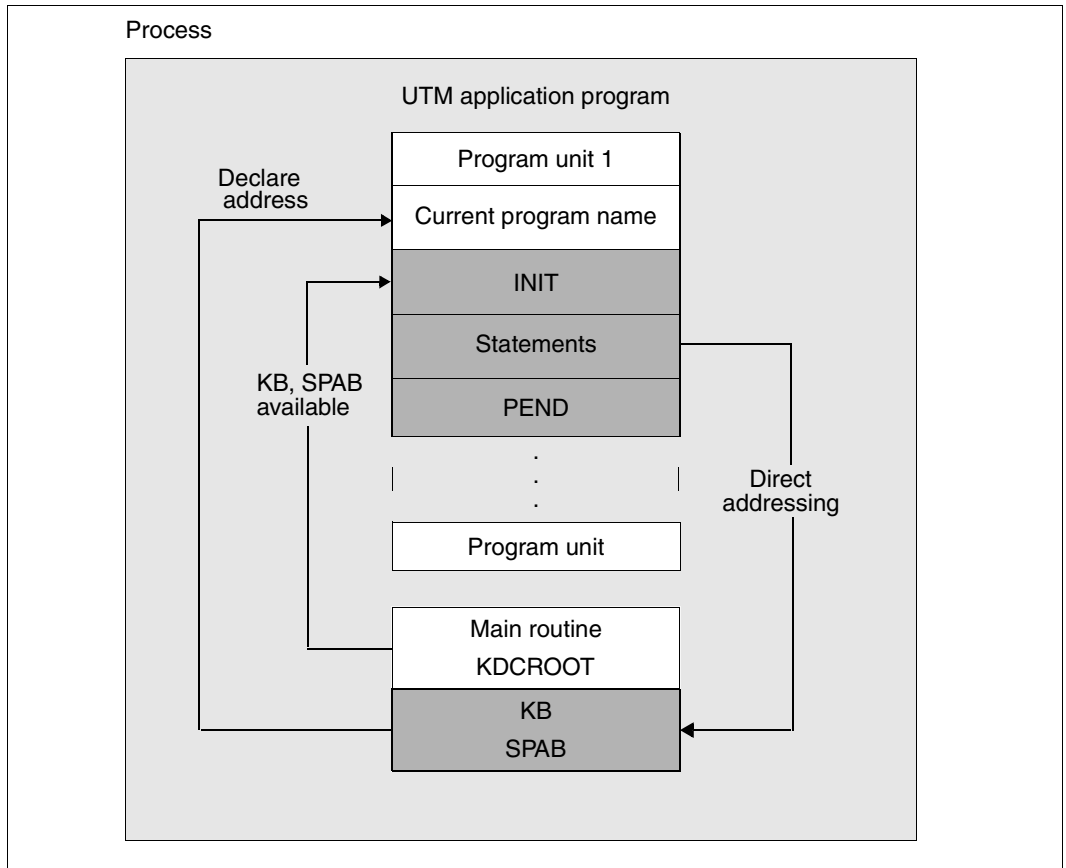 Process
UTM application program
Program unit 1
Declare
address
Current program name
INIT
Statements
KB, SPAB
available
PEND
.
.
.
Direct
addressing
Program unit
Main routine
KDCROOT
KB
SPAB